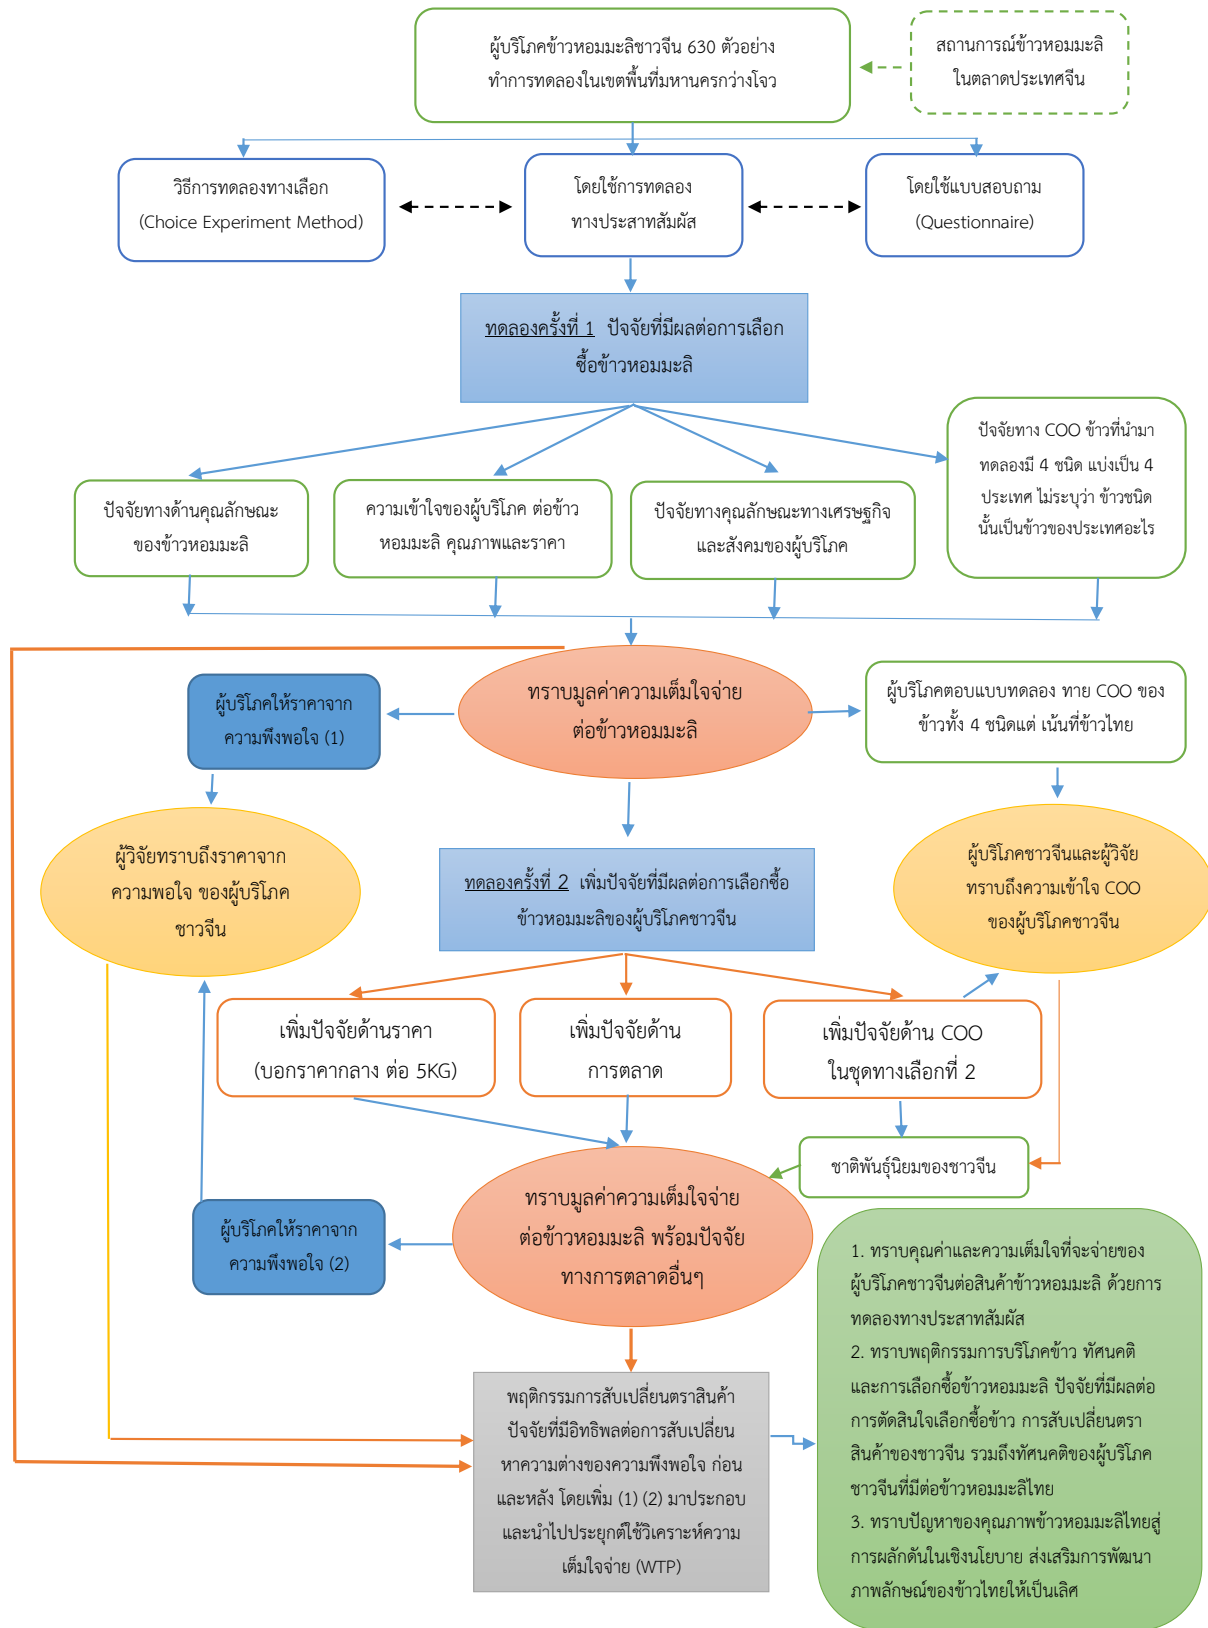 ผู้บริโภคข้าวหอมมะลิชาวจีน 630 ตัวอย่าง
ทำการทดลองในเขตพื้นที่มหานครกว่างโจว
สถานการณ์ข้าวหอมมะลิ
ในตลาดประเทศจีน
วิธีการทดลองทางเลือก
(Choice Experiment Method)
โดยใช้การทดลอง
ทางประสาทสัมผัส
โดยใช้แบบสอบถาม
(Questionnaire)
ทดลองครั้งที่ 1 ปัจจัยที่มีผลต่อการเลือก
ซื้อข้าวหอมมะลิ
ปัจจัยทางด้านคุณลักษณะ
ของข้าวหอมมะลิ
ความเข้าใจของผู้บริโภค ต่อข้าว
หอมมะลิ คุณภาพและราคา
ปัจจัยทางคุณลักษณะทางเศรษฐกิจ
และสังคมของผู้บริโภค
ปัจจัยทาง COO ข้าวที่นำมา
ทดลองมี 4 ชนิด แบ่งเป็น 4
ประเทศ ไม่ระบุว่า ข้าวชนิด
นั้นเป็นข้าวของประเทศอะไร
ผู้บริโภคให้ราคาจาก
ความพึงพอใจ (1)
ทราบมูลค่าความเต็มใจจ่าย
ต่อข้าวหอมมะลิ
ผู้บริโภคตอบแบบทดลอง ทาย COO ของ
ข้าวทั้ง 4 ชนิดแต่ เน้นที่ข้าวไทย
ผู้วิจัยทราบถึงราคาจาก
ความพอใจ ของผู้บริโภค
ชาวจีน
ทดลองครั้งที่ 2 เพิ่มปัจจัยที่มีผลต่อการเลือกซื้อ
ข้าวหอมมะลิของผู้บริโภคชาวจีน
ผู้บริโภคชาวจีนและผู้วิจัย
ทราบถึงความเข้าใจ COO
ของผู้บริโภคชาวจีน
เพิ่มปัจจัยด้านราคา
(บอกราคากลาง ต่อ 5KG)
เพิ่มปัจจัยด้าน
การตลาด
เพิ่มปัจจัยด้าน COO
ในชุดทางเลือกที่ 2
ชาติพันธุ์นิยมของชาวจีน
ผู้บริโภคให้ราคาจาก
ความพึงพอใจ (2)
ทราบมูลค่าความเต็มใจจ่าย
ต่อข้าวหอมมะลิ พร้อมปัจจัย
ทางการตลาดอื่นๆ
พฤติกรรมการสับเปลี่ยนตราสินค้า
ปัจจัยที่มีอิทธิพลต่อการสับเปลี่ยน
หาความต่างของความพึงพอใจ ก่อน
และหลัง โดยเพิ่ม (1) (2) มาประกอบ
และนำไปประยุกต์ใช้วิเคราะห์ความ
เต็มใจจ่าย (WTP)
1. ทราบคุณค่าและความเต็มใจที่จะจ่ายของ
ผู้บริโภคชาวจีนต่อสินค้าข้าวหอมมะลิ ด้วยการ
ทดลองทางประสาทสัมผัส
2. ทราบพฤติกรรมการบริโภคข้าว ทัศนคติ
และการเลือกซื้อข้าวหอมมะลิ ปัจจัยที่มีผลต่อ
การตัดสินใจเลือกซื้อข้าว การสับเปลี่ยนตรา
สินค้าของชาวจีน รวมถึงทัศนคติของผู้บริโภค
ชาวจีนที่มีต่อข้าวหอมมะลิไทย
3. ทราบปัญหาของคุณภาพข้าวหอมมะลิไทยสู่
การผลักดันในเชิงนโยบาย ส่งเสริมการพัฒนา
ภาพลักษณ์ของข้าวไทยให้เป็นเลิศ